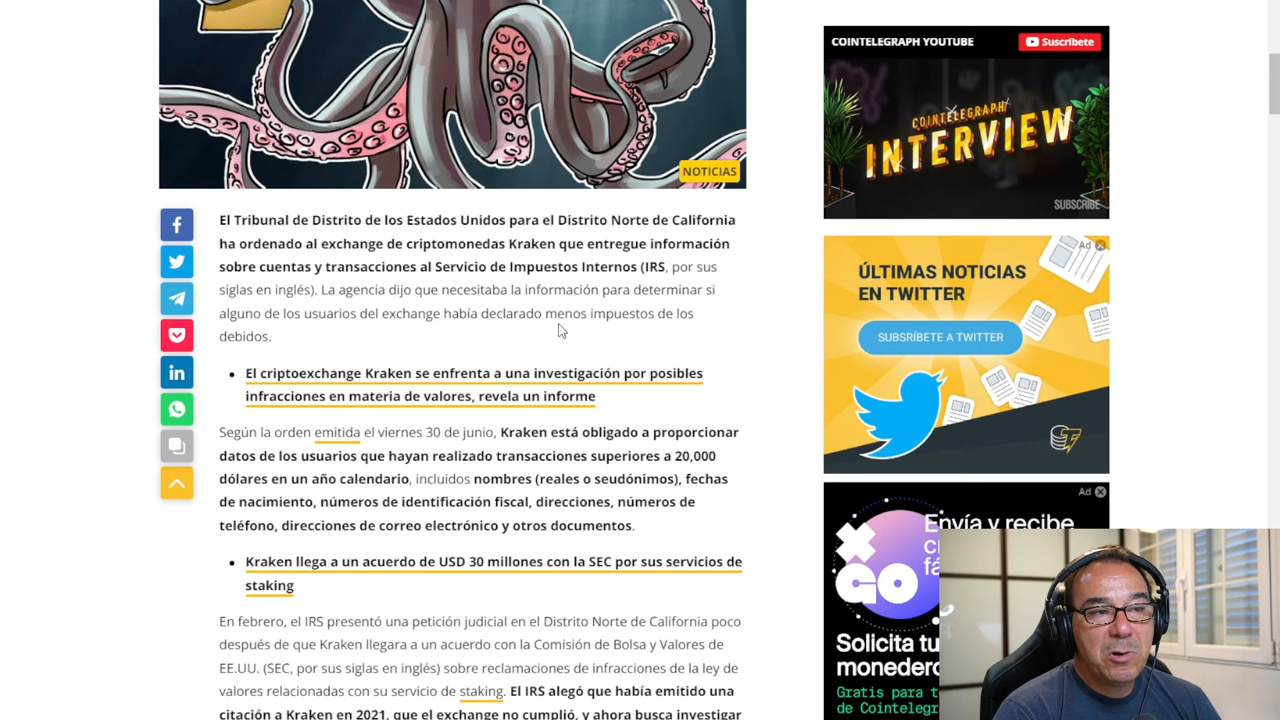 NOTICIAS
El Tribunal de Distrito de los Estados Unidos para el Distrito Norte de California
ha ordenado al exchange de criptomonedas Kraken que entregue información
sobre cuentas y transacciones al Servicio de Impuestos Internos (IRS, por sus
siglas en inglés). La agencia dijo que necesitaba la información para determinar si
alguno de los usuarios del exchange había declarado menos impuestos de los
debidos.
El criptoexchange Kraken se enfrenta a una investigación por posibles
infracciones en materia de valores, revela un informe
Según la orden emitida el viernes 30 de junio, Kraken está obligado a proporcionar
datos de los usuarios que hayan realizado transacciones superiores a 20,000
dólares en un año calendario, incluidos nombres (reales o seudónimos), fechas
de nacimiento, números de identificación fiscal, direcciones, números de
teléfono, direcciones de correo electrónico y otros documentos.
Kraken llega a un acuerdo de USD 30 millones con la SEC por sus servicios de
staking
En febrero, el IRS presentó una petición judicial en el Distrito Norte de California poco
después de que Kraken llegara a un acuerdo con la Comisión de Bolsa y Valores de
EE.UU. (SEC, por sus siglas en inglés) sobre reclamaciones de infracciones de la ley de
valores relacionadas con su servicio de staking. El IRS alegó que había emitido una
citación a Kraken en 2021, que el exchange no cumplió, y ahora busca investigar
COINTELEGRAPH YOUTUBE
Suscríbete
COINTELEGRAPH
INTERVIEW
SUBSCRIBE
Ad
ÚLTIMAS NOTICIAS
EN TWITTER
SUBSRÍBETE A TWITTER
Ad
XGO
Envía y recibe
Solicita tu
monedero
Gratis para
de Cointelegr